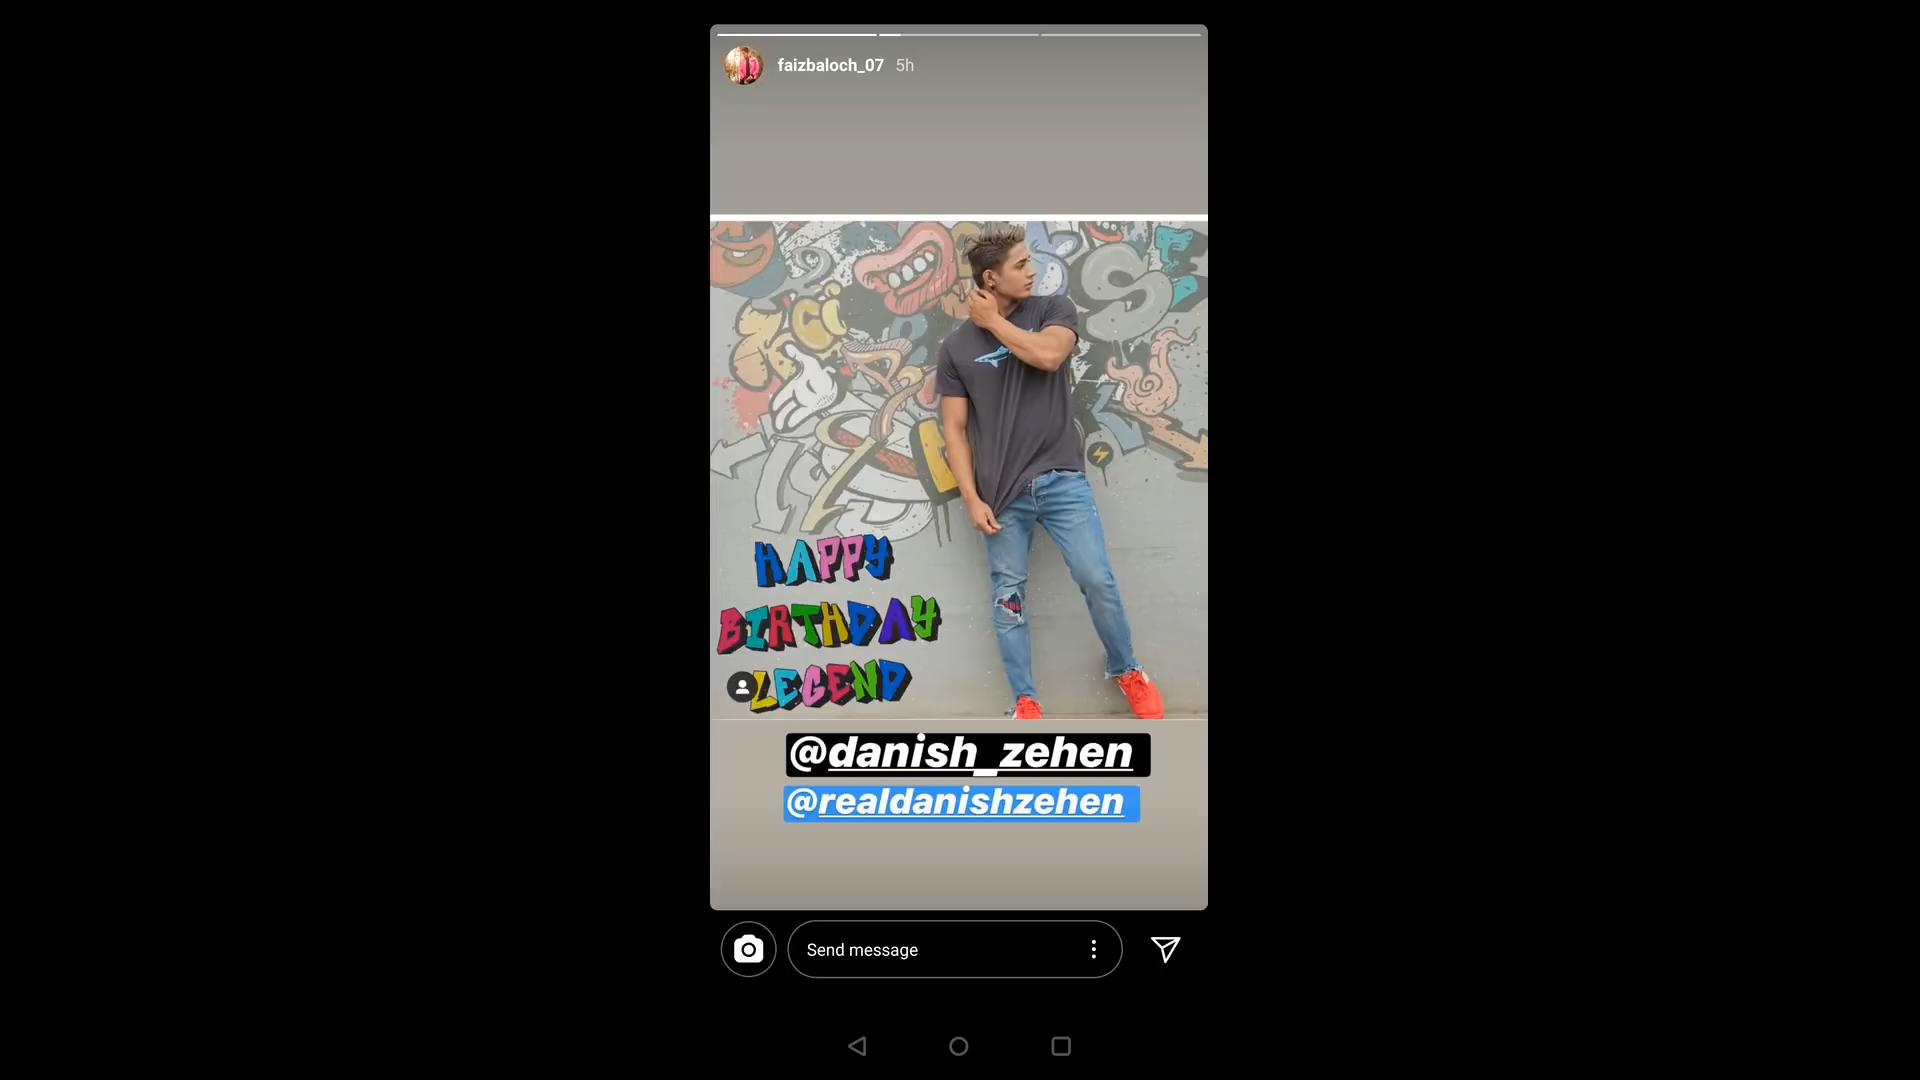 faizbaloch_07 5h
HAPPY
BIRTHDAY
LEGEND
@danish_zehen
@realdanishzehen
Send message